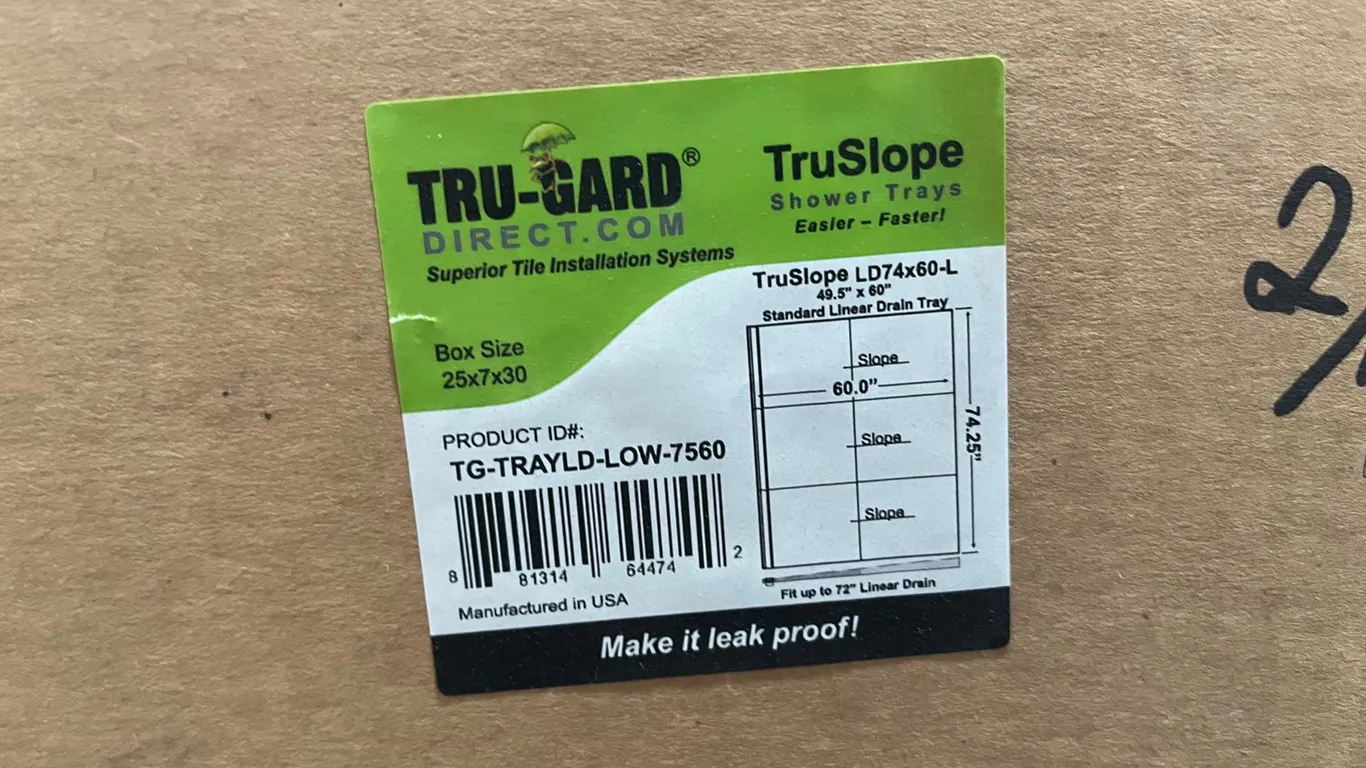 TRU-GARD®
DIRECT.COM
Superior Tile Installation Systems
TruSlope
Shower Trays
Easier – Faster!
Box Size
25x7x30
PRODUCT ID#:
TG-TRAYLD-LOW-7560
8 81314 64474 2
Manufactured in USA
TruSlope LD74x60-L
49.5" x 60"
Standard Linear Drain Tray
Slope
60.0"
Slope
74.25"
Slope
Fit up to 72" Linear Drain
Make it leak proof!
2/